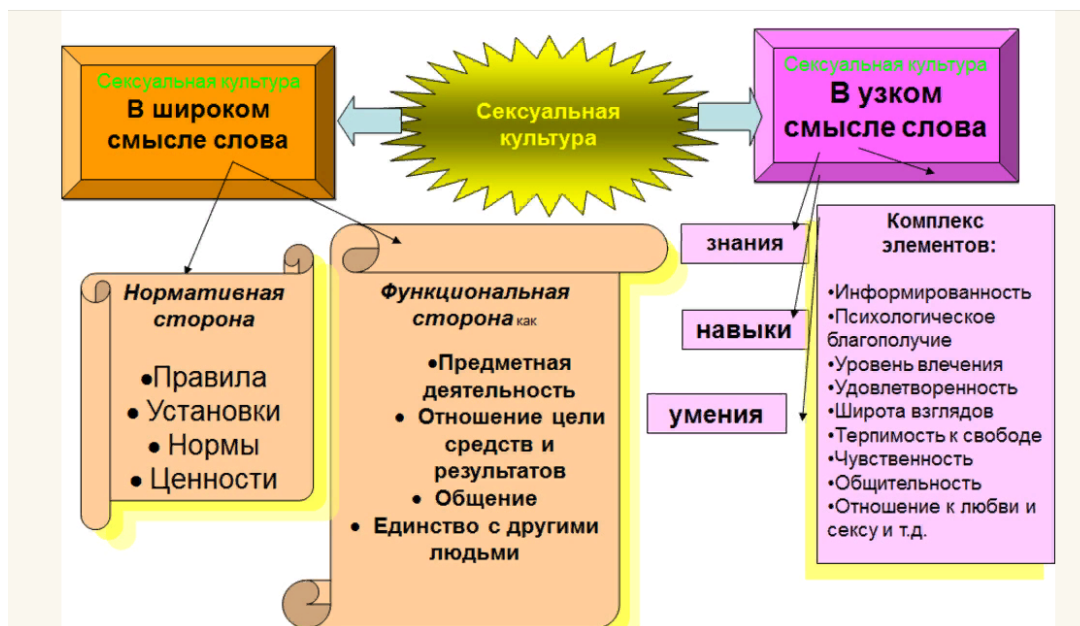 Сексуальная культура
В широком
смысле слова
Сексуальная
культура
Сексуальная культура
В узком
смысле слова
Нормативная
сторона
•Правила
• Установки
• Нормы
• Ценности
Функциональная
сторона как
•Предметная
деятельность
• Отношение цели
средств и
результатов
• Общение
• Единство с другими
людьми
знания
навыки
умения
Комплекс
элементов:
•Информированность
•Психологическое
благополучие
•Уровень влечения
•Удовлетворенность
•Широта взглядов
•Терпимость к свободе
•Чувственность
•Общительность
•Отношение к любви и
сексу и т.д.